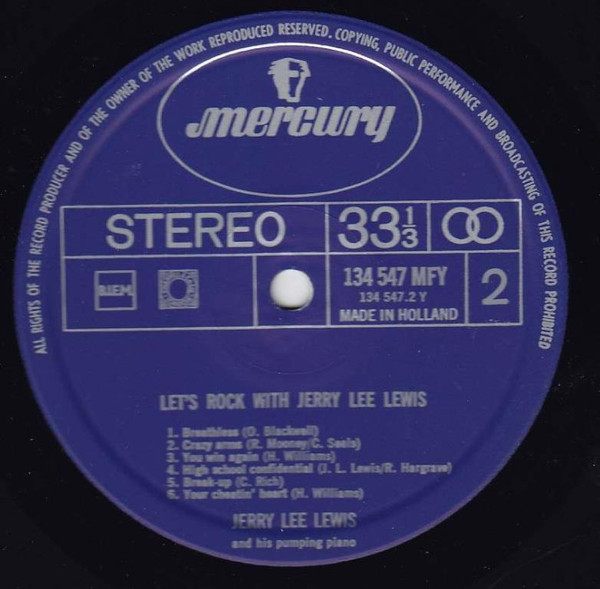 ALL RIGHTS OF THE RECORD PRODUCER AND OF THE OWNER OF THE WORK REPRODUCED RESERVED. COPYING, PUBLIC PERFORMANCE AND BROADCASTING OF THIS RECORD PROHIBITED
mercury
STEREO
33 1/3
BIEM
134 547 MFY
134 547.2 Y
MADE IN HOLLAND
2
LET'S ROCK WITH JERRY LEE LEWIS
1. Breathless (O. Blackwell)
2. Crazy arms (R. Mooney/C. Seals)
3. You win again (H. Williams)
4. High school confidential (J. L. Lewis/R. Hargrave)
5. Break-up (C. Rich)
6. Your cheatin' heart (H. Williams)
JERRY LEE LEWIS
and his pumping piano